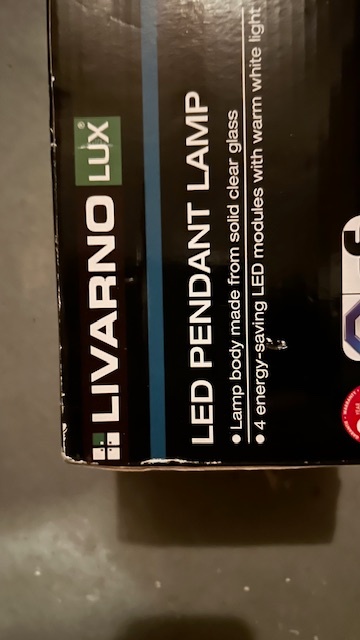 LIVARNO LUX®
LED PENDANT LAMP
• Lamp body made from solid clear glass
• 4 energy-saving LED modules with warm white light